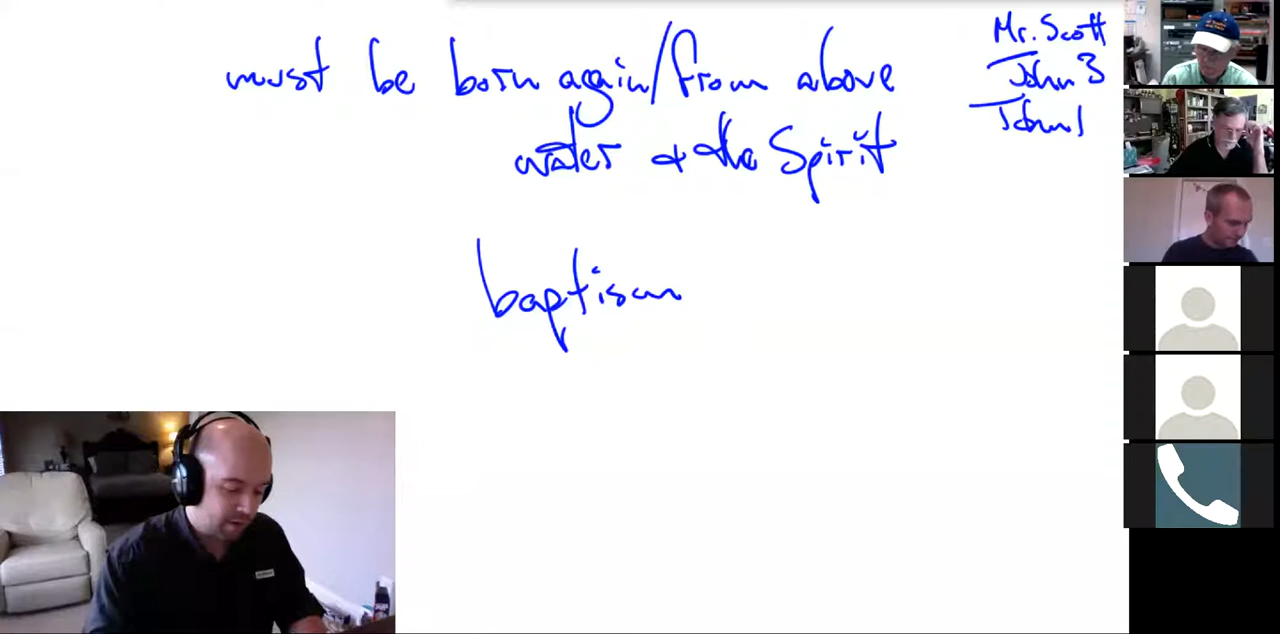 must be born again/from above
water & the Spirit
baptism
Mr. Scott
John 3
John 1